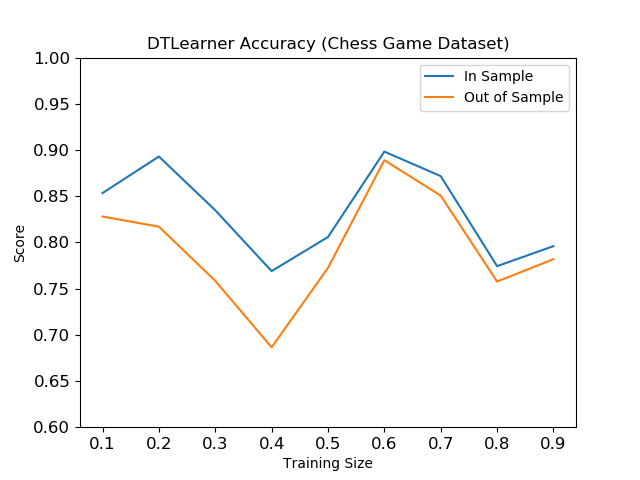 DTLearner Accuracy (Chess Game Dataset)
1.00
0.95
0.90
0.85
0.80
0.75
0.70
0.65
0.60
Score
In Sample
Out of Sample
0.1 0.2 0.3 0.4 0.5 0.6 0.7 0.8 0.9
Training Size